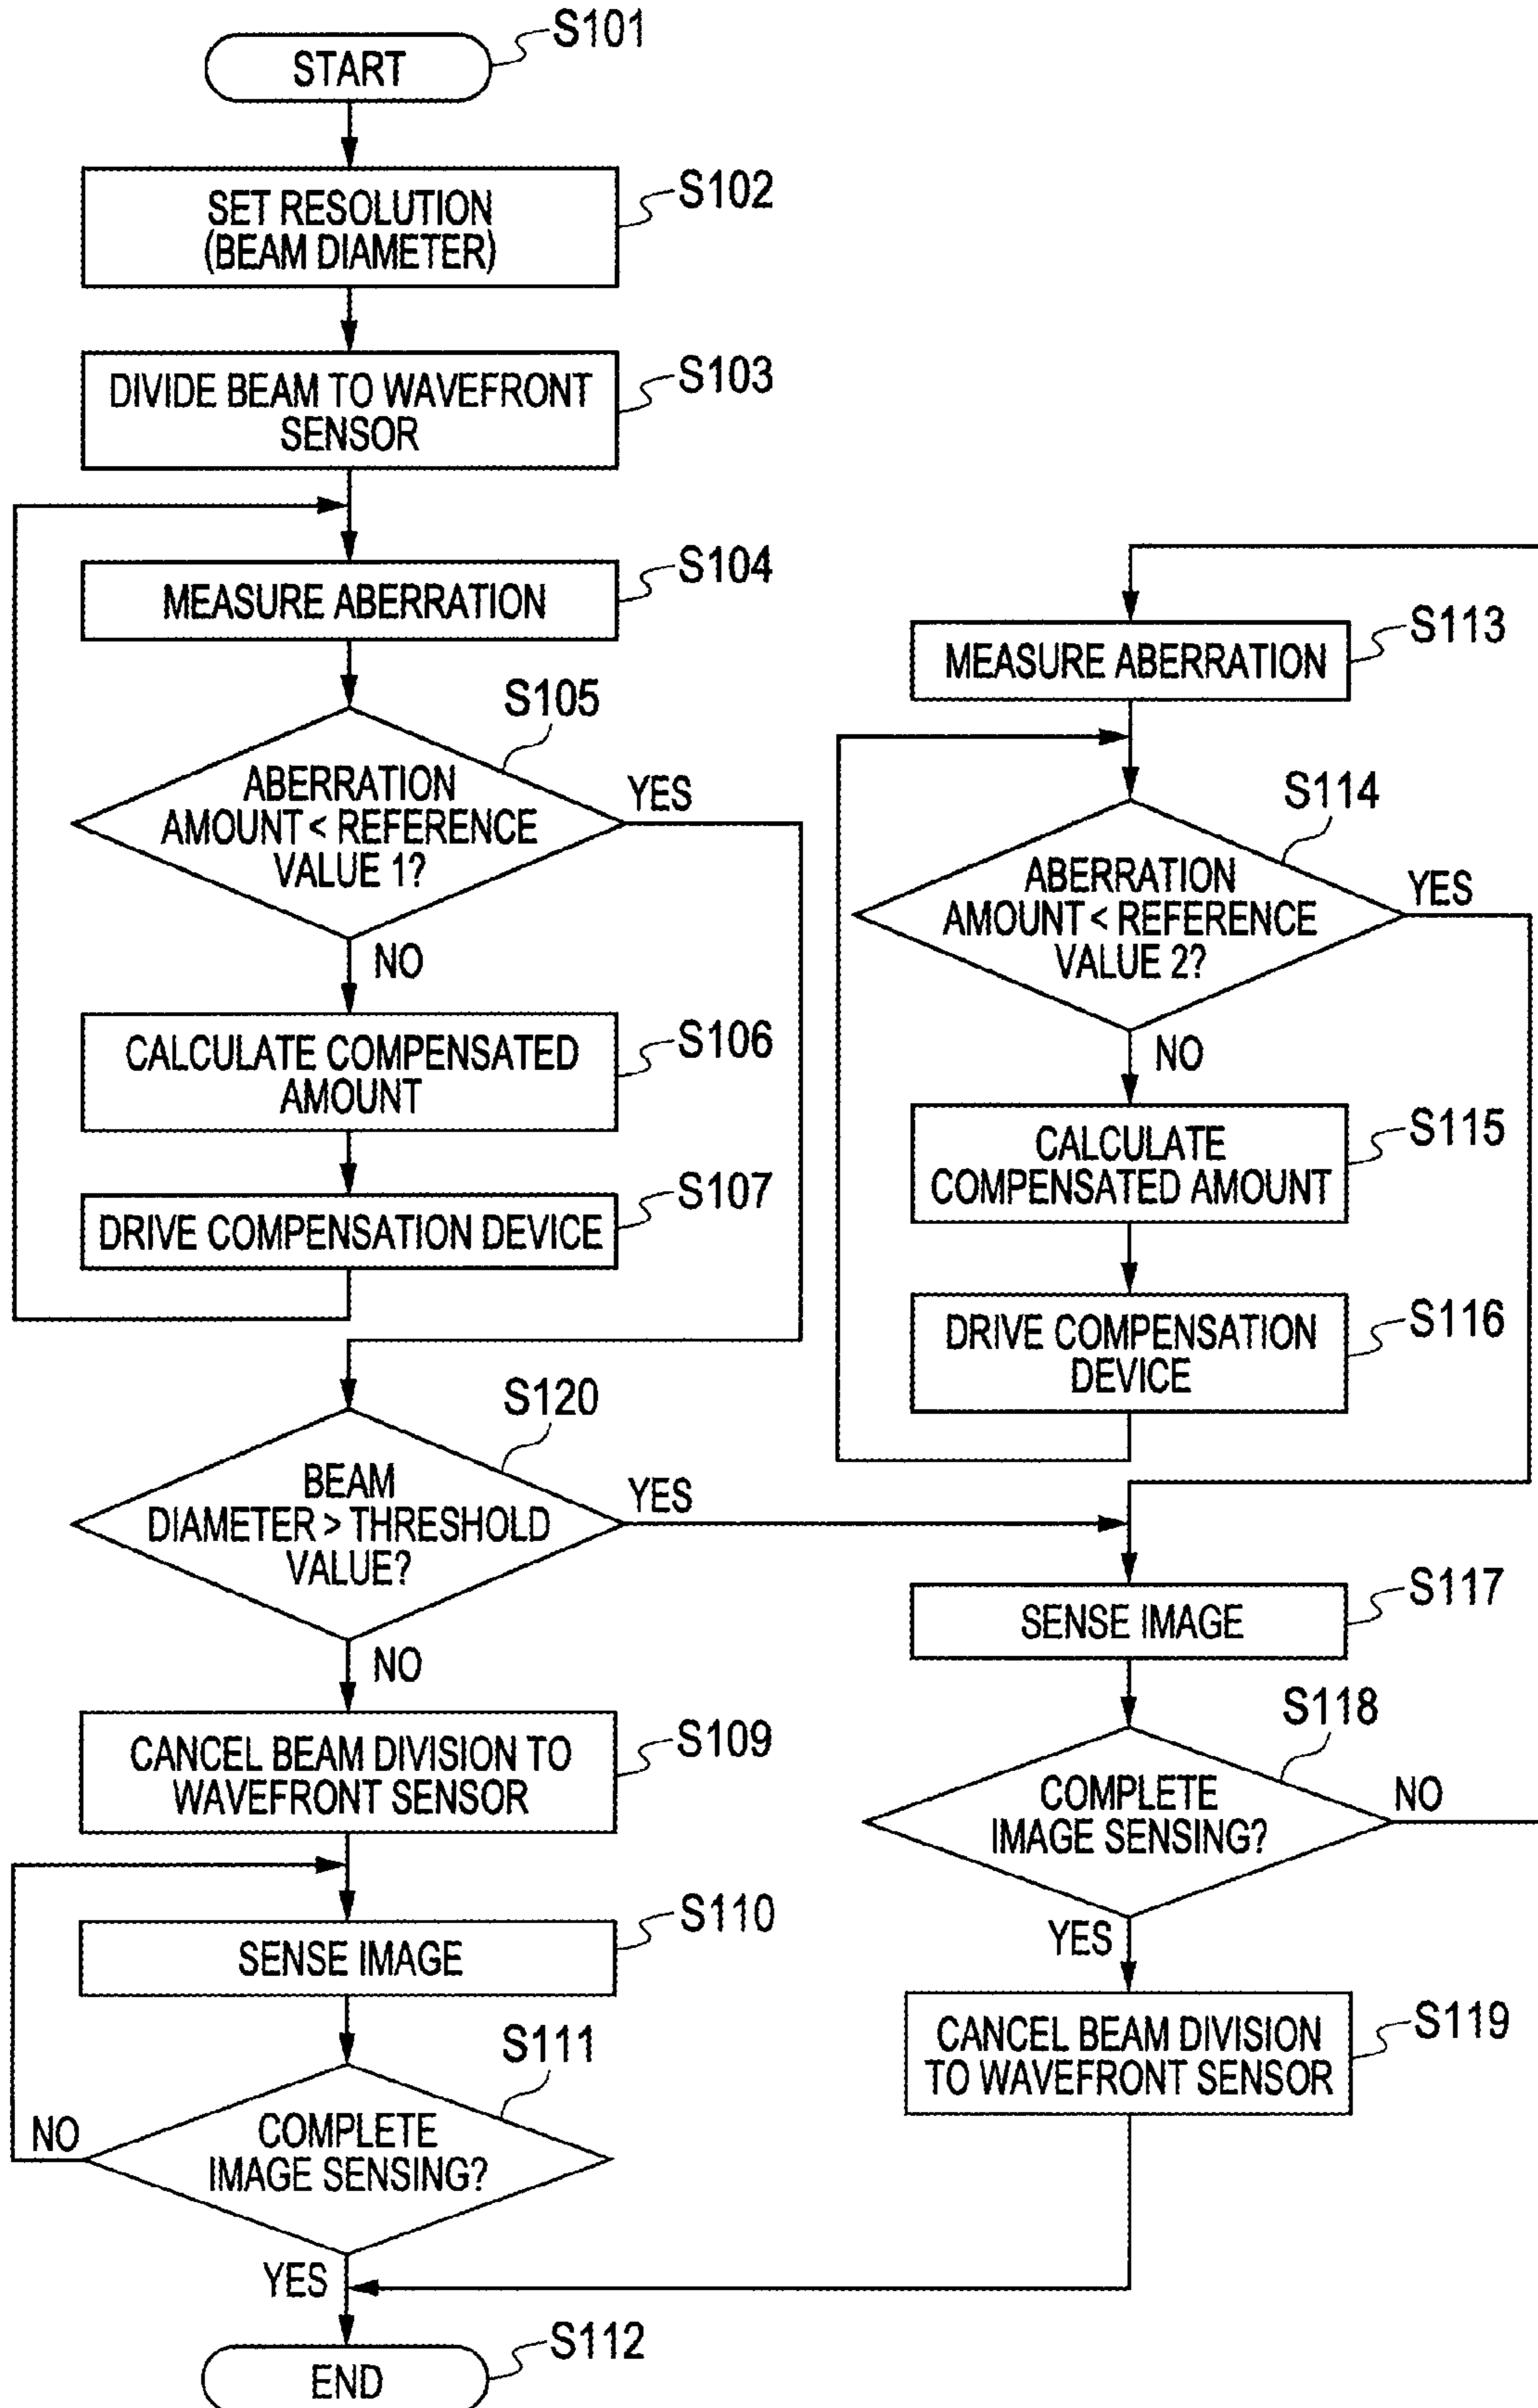 START
S101
SET RESOLUTION
(BEAM DIAMETER)
S102
DIVIDE BEAM TO WAVEFRONT
SENSOR
S103
MEASURE ABERRATION
S104
ABERRATION
AMOUNT < REFERENCE
VALUE 1?
S105
YES
NO
CALCULATE COMPENSATED
AMOUNT
S106
DRIVE COMPENSATION DEVICE
S107
BEAM
DIAMETER > THRESHOLD
VALUE?
S120
YES
NO
CANCEL BEAM DIVISION TO
WAVEFRONT SENSOR
S109
SENSE IMAGE
S110
COMPLETE
IMAGE SENSING?
S111
NO
YES
END
S112
MEASURE ABERRATION
S113
ABERRATION
AMOUNT < REFERENCE
VALUE 2?
S114
YES
NO
CALCULATE
COMPENSATED AMOUNT
S115
DRIVE COMPENSATION
DEVICE
S116
SENSE IMAGE
S117
COMPLETE
IMAGE SENSING?
S118
NO
YES
CANCEL BEAM DIVISION
TO WAVEFRONT SENSOR
S119